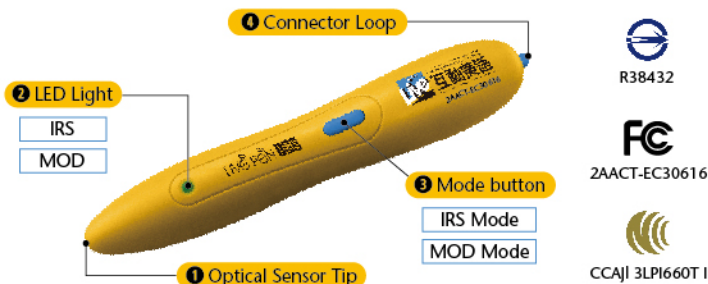 ❹ Connector Loop
❷ LED Light
IRS
MOD
互動英語
2AACT-EC30616
❸ Mode button
IRS Mode
MOD Mode
❶ Optical Sensor Tip
R38432
FC
2AACT-EC30616
CCAJI 3LPI660T I